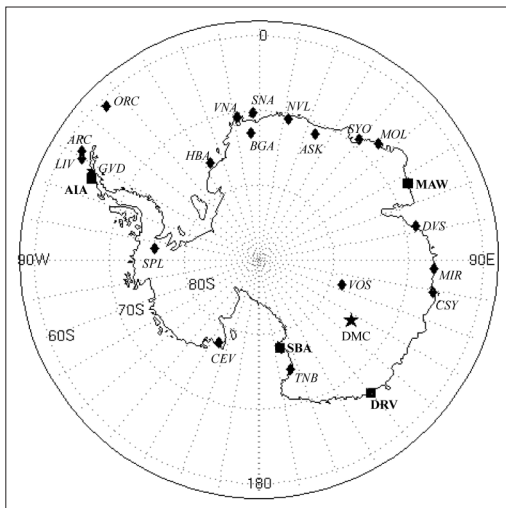 0
ORC
VNA
SNA
NVL
ARC
LIV
GVD
HBA
BGA
ASK
SYO
MOL
AIA
MAW
DVS
90W
SPL
80S
90E
MIR
VOS
CSY
70S
60S
DMC
CEV
SBA
TNB
DRV
180